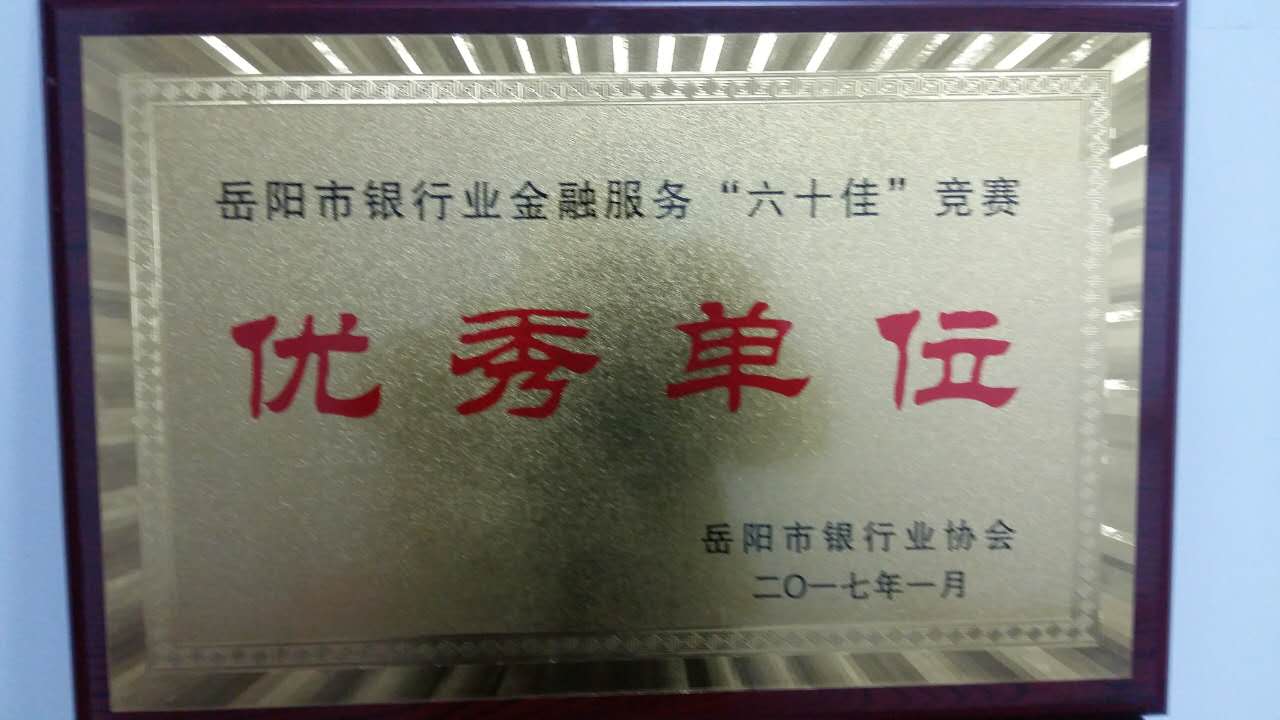 岳阳市银行业金融服务“六十佳”竞赛
优秀单位
岳阳市银行业协会
二〇一七年一月